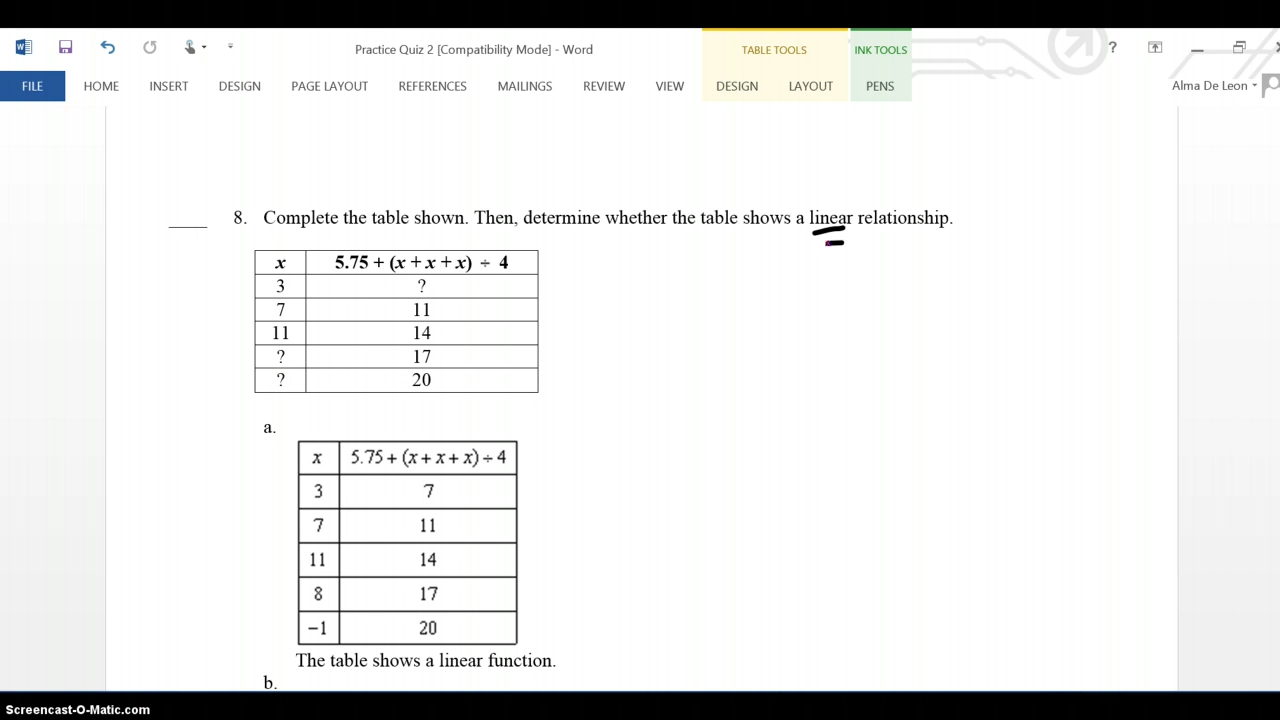 Practice Quiz 2 [Compatibility Mode] - Word
TABLE TOOLS
INK TOOLS
?
FILE HOME INSERT DESIGN PAGE LAYOUT REFERENCES MAILINGS REVIEW VIEW DESIGN LAYOUT PENS
Alma De Leon
8. Complete the table shown. Then, determine whether the table shows a linear relationship.
x 5.75 + (x + x + x) ÷ 4
3 ?
7 11
11 14
? 17
? 20
a.
x 5.75 + (x + x + x) ÷ 4
3 7
7 11
11 14
8 17
−1 20
The table shows a linear function.
b.
Screencast-O-Matic.com